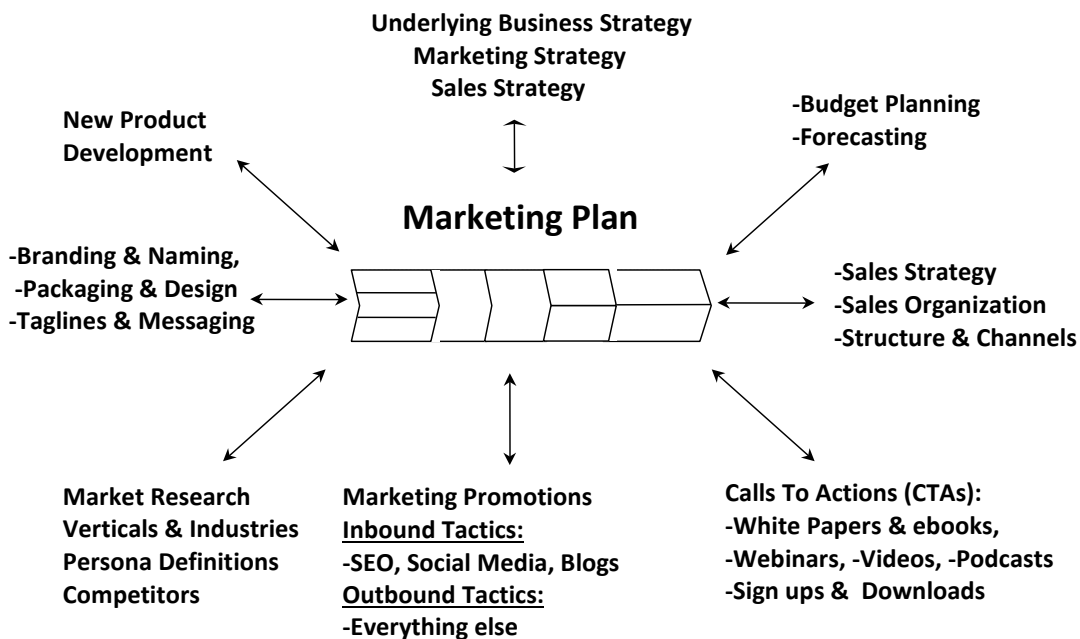 Underlying Business Strategy
Marketing Strategy
Sales Strategy
New Product
Development
-Budget Planning
-Forecasting
Marketing Plan
-Branding & Naming,
-Packaging & Design
-Taglines & Messaging
-Sales Strategy
-Sales Organization
-Structure & Channels
Market Research
Verticals & Industries
Persona Definitions
Competitors
Marketing Promotions
Inbound Tactics:
-SEO, Social Media, Blogs
Outbound Tactics:
-Everything else
Calls To Actions (CTAs):
-White Papers & ebooks,
-Webinars, -Videos, -Podcasts
-Sign ups &  Downloads